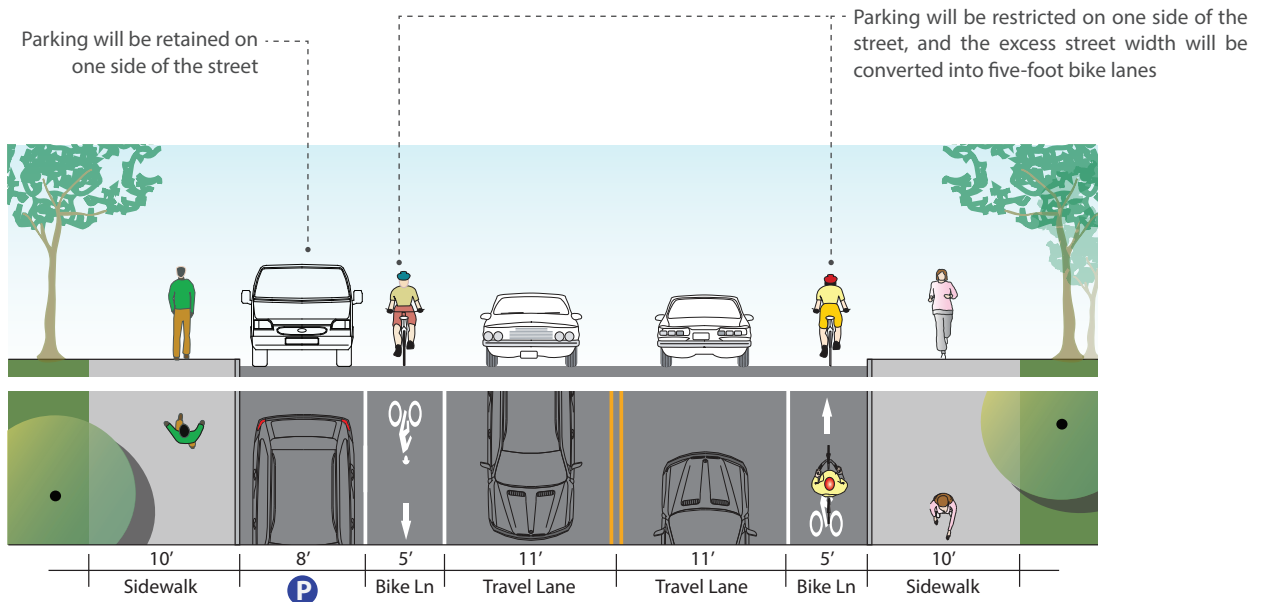 Parking will be retained on
one side of the street
Parking will be restricted on one side of the
street, and the excess street width will be
converted into five-foot bike lanes
10’ 8’ 5’ 11’ 11’ 5’ 10’
Sidewalk P Bike Ln Travel Lane Travel Lane Bike Ln Sidewalk